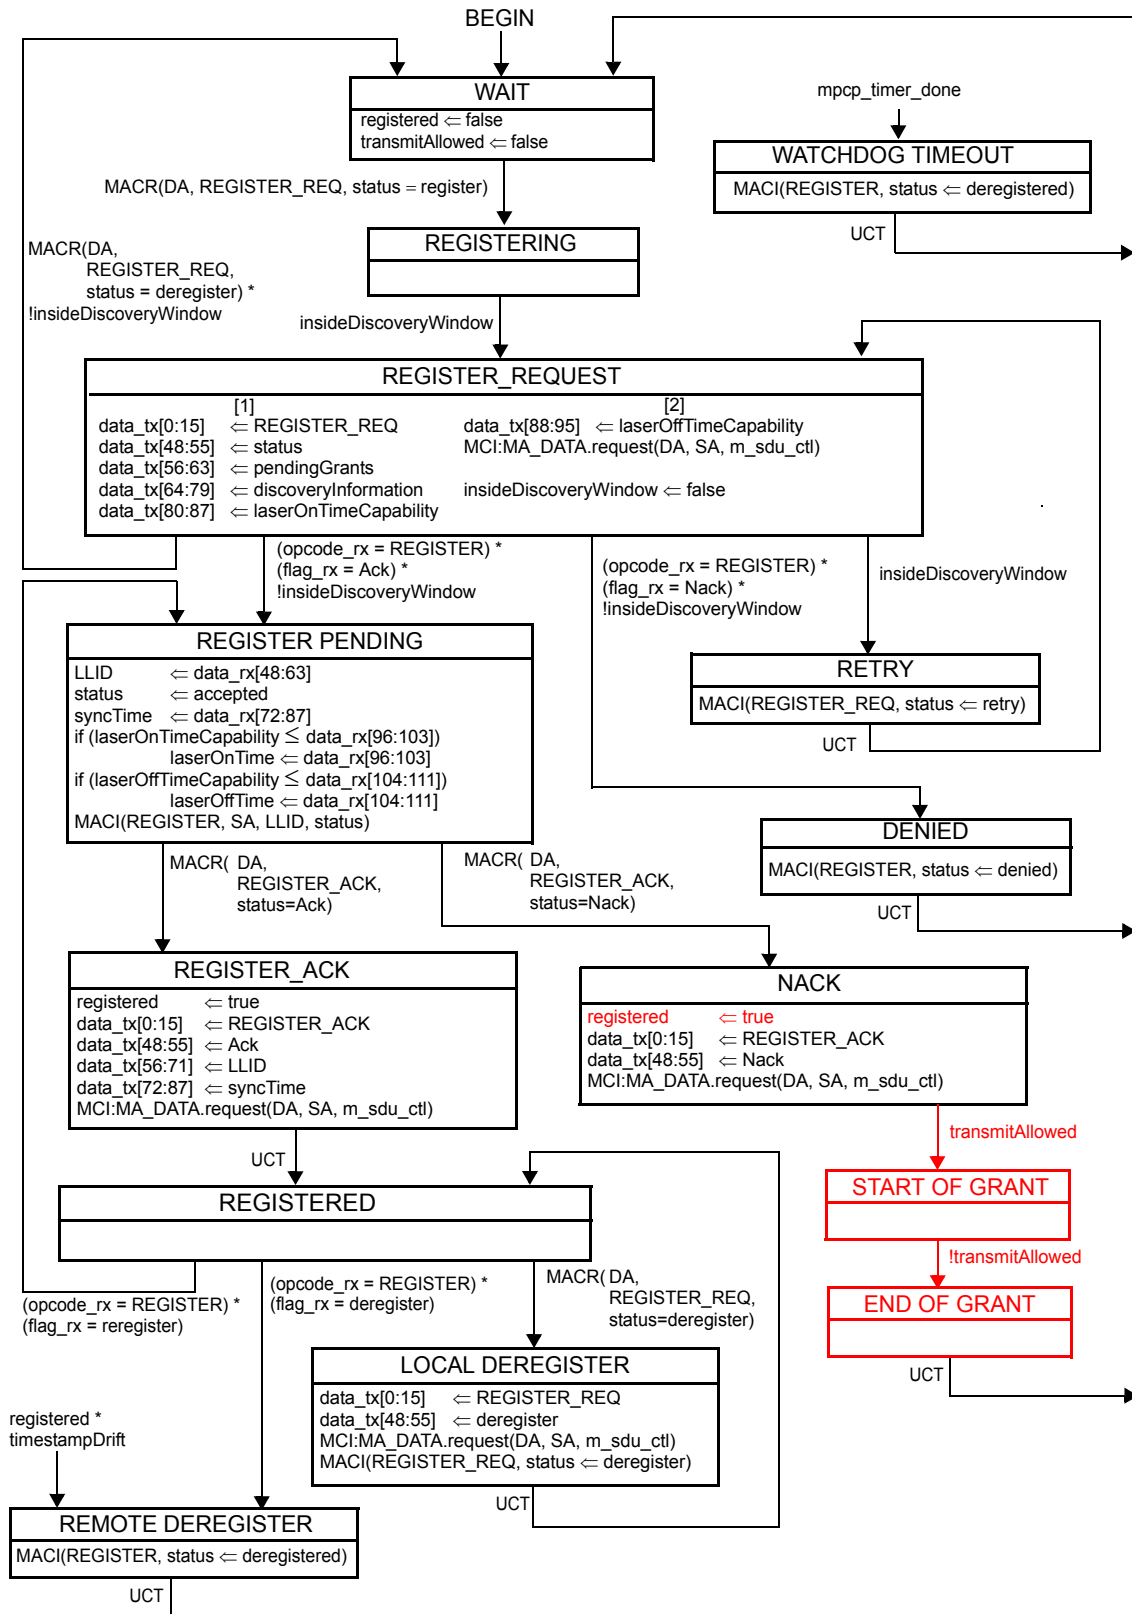 BEGIN
WAIT
registered ⇐ false
transmitAllowed ⇐ false
mpcp_timer_done
WATCHDOG TIMEOUT
MACI(REGISTER, status ⇐ deregistered)
UCT
MACR(DA, REGISTER_REQ, status = register)
REGISTERING
MACR(DA,
REGISTER_REQ,
status = deregister) *
!insideDiscoveryWindow
insideDiscoveryWindow
REGISTER_REQUEST
[1]
data_tx[0:15] ⇐ REGISTER_REQ
data_tx[48:55] ⇐ status
data_tx[56:63] ⇐ pendingGrants
data_tx[64:79] ⇐ discoveryInformation
data_tx[80:87] ⇐ laserOnTimeCapability
[2]
data_tx[88:95] ⇐ laserOffTimeCapability
MCI:MA_DATA.request(DA, SA, m_sdu_ctl)
insideDiscoveryWindow ⇐ false
(opcode_rx = REGISTER) *
(flag_rx = Ack) *
!insideDiscoveryWindow
(opcode_rx = REGISTER) *
(flag_rx = Nack) *
!insideDiscoveryWindow
insideDiscoveryWindow
REGISTER PENDING
LLID ⇐ data_rx[48:63]
status ⇐ accepted
syncTime ⇐ data_rx[72:87]
if (laserOnTimeCapability ≤ data_rx[96:103])
laserOnTime ⇐ data_rx[96:103]
if (laserOffTimeCapability ≤ data_rx[104:111])
laserOffTime ⇐ data_rx[104:111]
MACI(REGISTER, SA, LLID, status)
RETRY
MACI(REGISTER_REQ, status ⇐ retry)
UCT
DENIED
MACI(REGISTER, status ⇐ denied)
UCT
MACR( DA,
REGISTER_ACK,
status=Ack)
MACR( DA,
REGISTER_ACK,
status=Nack)
REGISTER_ACK
registered ⇐ true
data_tx[0:15] ⇐ REGISTER_ACK
data_tx[48:55] ⇐ Ack
data_tx[56:71] ⇐ LLID
data_tx[72:87] ⇐ syncTime
MCI:MA_DATA.request(DA, SA, m_sdu_ctl)
UCT
NACK
registered ⇐ true
data_tx[0:15] ⇐ REGISTER_ACK
data_tx[48:55] ⇐ Nack
MCI:MA_DATA.request(DA, SA, m_sdu_ctl)
transmitAllowed
START OF GRANT
!transmitAllowed
END OF GRANT
UCT
REGISTERED
(opcode_rx = REGISTER) *
(flag_rx = reregister)
(opcode_rx = REGISTER) *
(flag_rx = deregister)
MACR( DA,
REGISTER_REQ,
status=deregister)
LOCAL DEREGISTER
data_tx[0:15] ⇐ REGISTER_REQ
data_tx[48:55] ⇐ deregister
MCI:MA_DATA.request(DA, SA, m_sdu_ctl)
MACI(REGISTER_REQ, status ⇐ deregister)
UCT
registered *
timestampDrift
REMOTE DEREGISTER
MACI(REGISTER, status ⇐ deregistered)
UCT